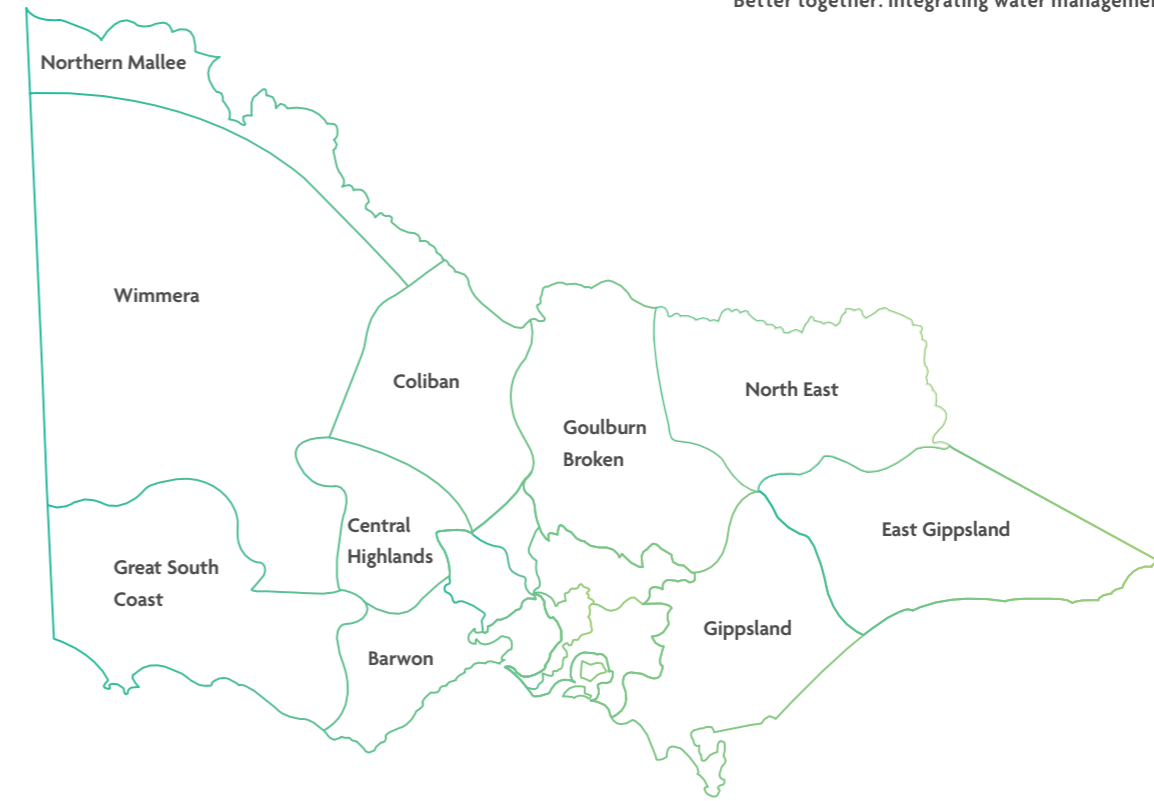 Better together: Integrating water managemen
Northern Mallee
Wimmera
Coliban
North East
Goulburn
Broken
Central
Highlands
East Gippsland
Great South
Coast
Gippsland
Barwon